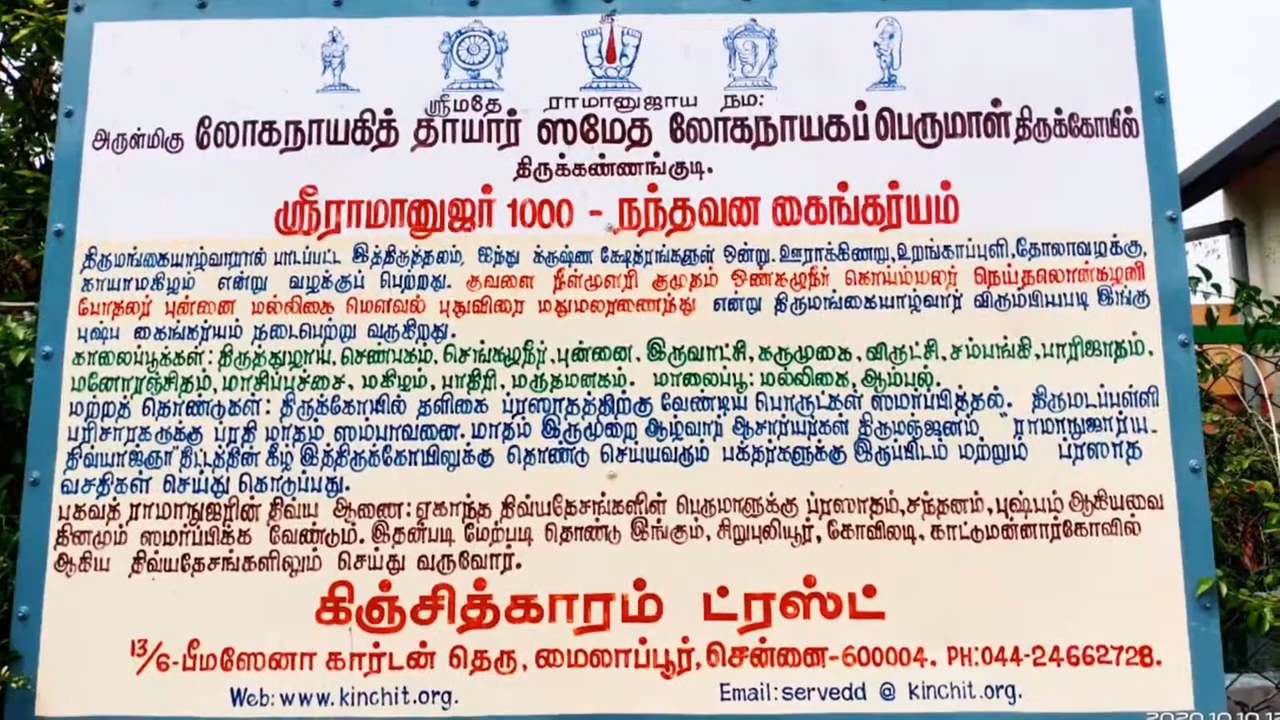 ஸ்ரீ
ஸ்ரீமதே ராமானுஜாய நம:
அருள்மிகு லோகநாயகித் தாயார் ஸமேத லோகநாயகப் பெருமாள் திருக்கோயில்
திருக்கண்ணங்குடி.
ஸ்ரீராமானுஜர் 1000 - நந்தவன கைங்கர்யம்
திருமங்கையாழ்வாரால் பாடப்பட்ட இத்திருத்தலம், ஐந்து க்ருஷ்ண க்ஷேத்ரங்களுள் ஒன்று. ஊராக்கிணறு, உறங்காப்புளி, தோலாவழக்கு,
காயாமகிழம் என்று வழக்குப் பெற்றது. குவளை நீள்முளரி குமுதம் ஒண்கழுநீர் கொய்ம்மலர் நெய்தலொண்கழனி
போதலர் புன்னை மல்லிகை மௌவல் புதுவிரை மதுமலரணைந்து என்று திருமங்கையாழ்வார் விரும்பியபடி இங்கு
புஷ்ப கைங்கர்யம் நடைபெற்று வருகிறது.
காலைப்பூக்கள்: திருத்துழாய், செண்பகம், செங்கழுநீர், புன்னை, இருவாட்சி, கருமுகை, விருட்சி, சம்பங்கி, பாரிஜாதம்,
மனோரஞ்சிதம், மாசிப்பச்சை, மகிழம், பாதிரி, மருதமனகம். மாலைப்பூ: மல்லிகை, ஆம்பல்.
மற்றத் தொண்டுகள்: திருக்கோயில் தளிகை ப்ரஸாதத்திற்கு வேண்டிய பொருட்கள் ஸமர்ப்பித்தல். திருமடப்பள்ளி
பரிசாரகருக்கு ப்ரதி மாதம் ஸம்பாவனை. மாதம் இருமுறை ஆழ்வார் ஆசார்யர்கள் திருமஞ்ஜனம் "ராமாநுஜார்ய
திவ்யாஜ்ஞா" திட்டத்தின் கீழ் இத்திருக்கோயிலுக்கு தொண்டு செய்யவரும் பக்தர்களுக்கு இருப்பிடம் மற்றும் ப்ரஸாத
வசதிகள் செய்து கொடுப்பது.
பகவத் ராமாநுஜரின் திவ்ய ஆணை: ஏகாந்த திவ்யதேசங்களின் பெருமாளுக்கு ப்ரஸாதம், சந்தனம், புஷ்பம் ஆகியவை
தினமும் ஸமர்ப்பிக்க வேண்டும். இதன்படி மேற்படி தொண்டு இங்கும், சிறுபுலியூர், கோவிலடி, காட்டுமன்னார்கோவில்
ஆகிய திவ்யதேசங்களிலும் செய்து வருவோர்.
கிஞ்சித்காரம் ட்ரஸ்ட்
13/6-பீமஸேனா கார்டன் தெரு, மைலாப்பூர், சென்னை-600004. PH:044-24662728.
Web: www.kinchit.org. Email: servedd @ kinchit.org.